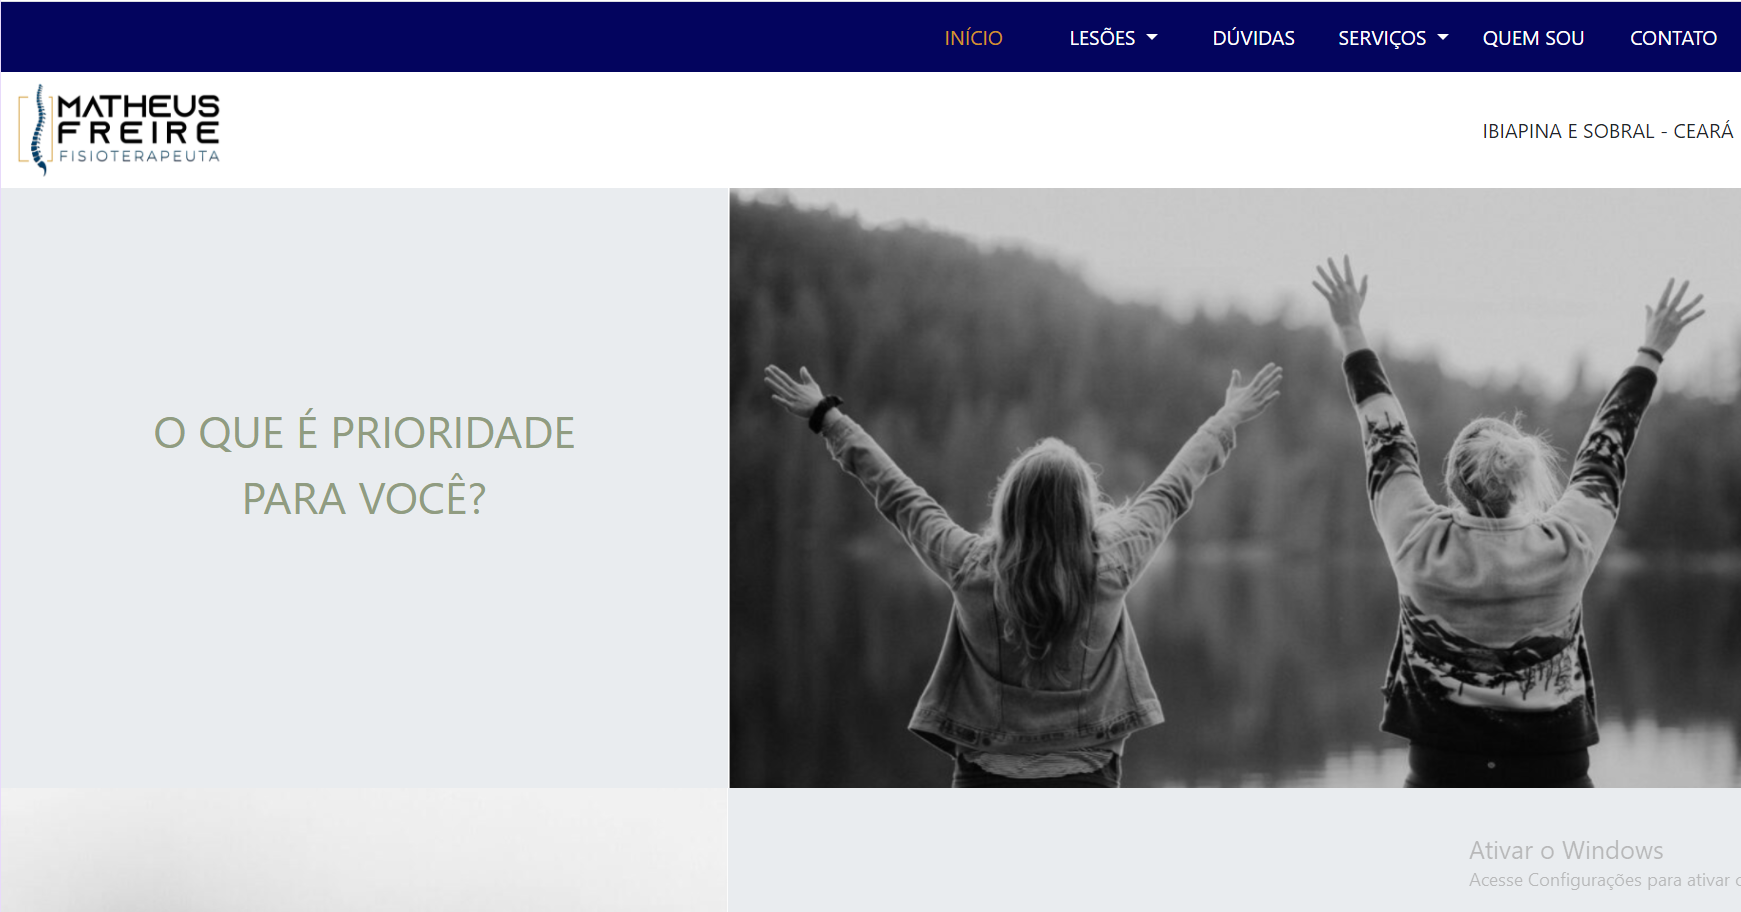 INÍCIO LESÕES DÚVIDAS SERVIÇOS QUEM SOU CONTATO
MATHEUS
FREIRE
FISIOTERAPEUTA
IBIAPINA E SOBRAL - CEARÁ
O QUE É PRIORIDADE
PARA VOCÊ?
Ativar o Windows
Acesse Configurações para ativar